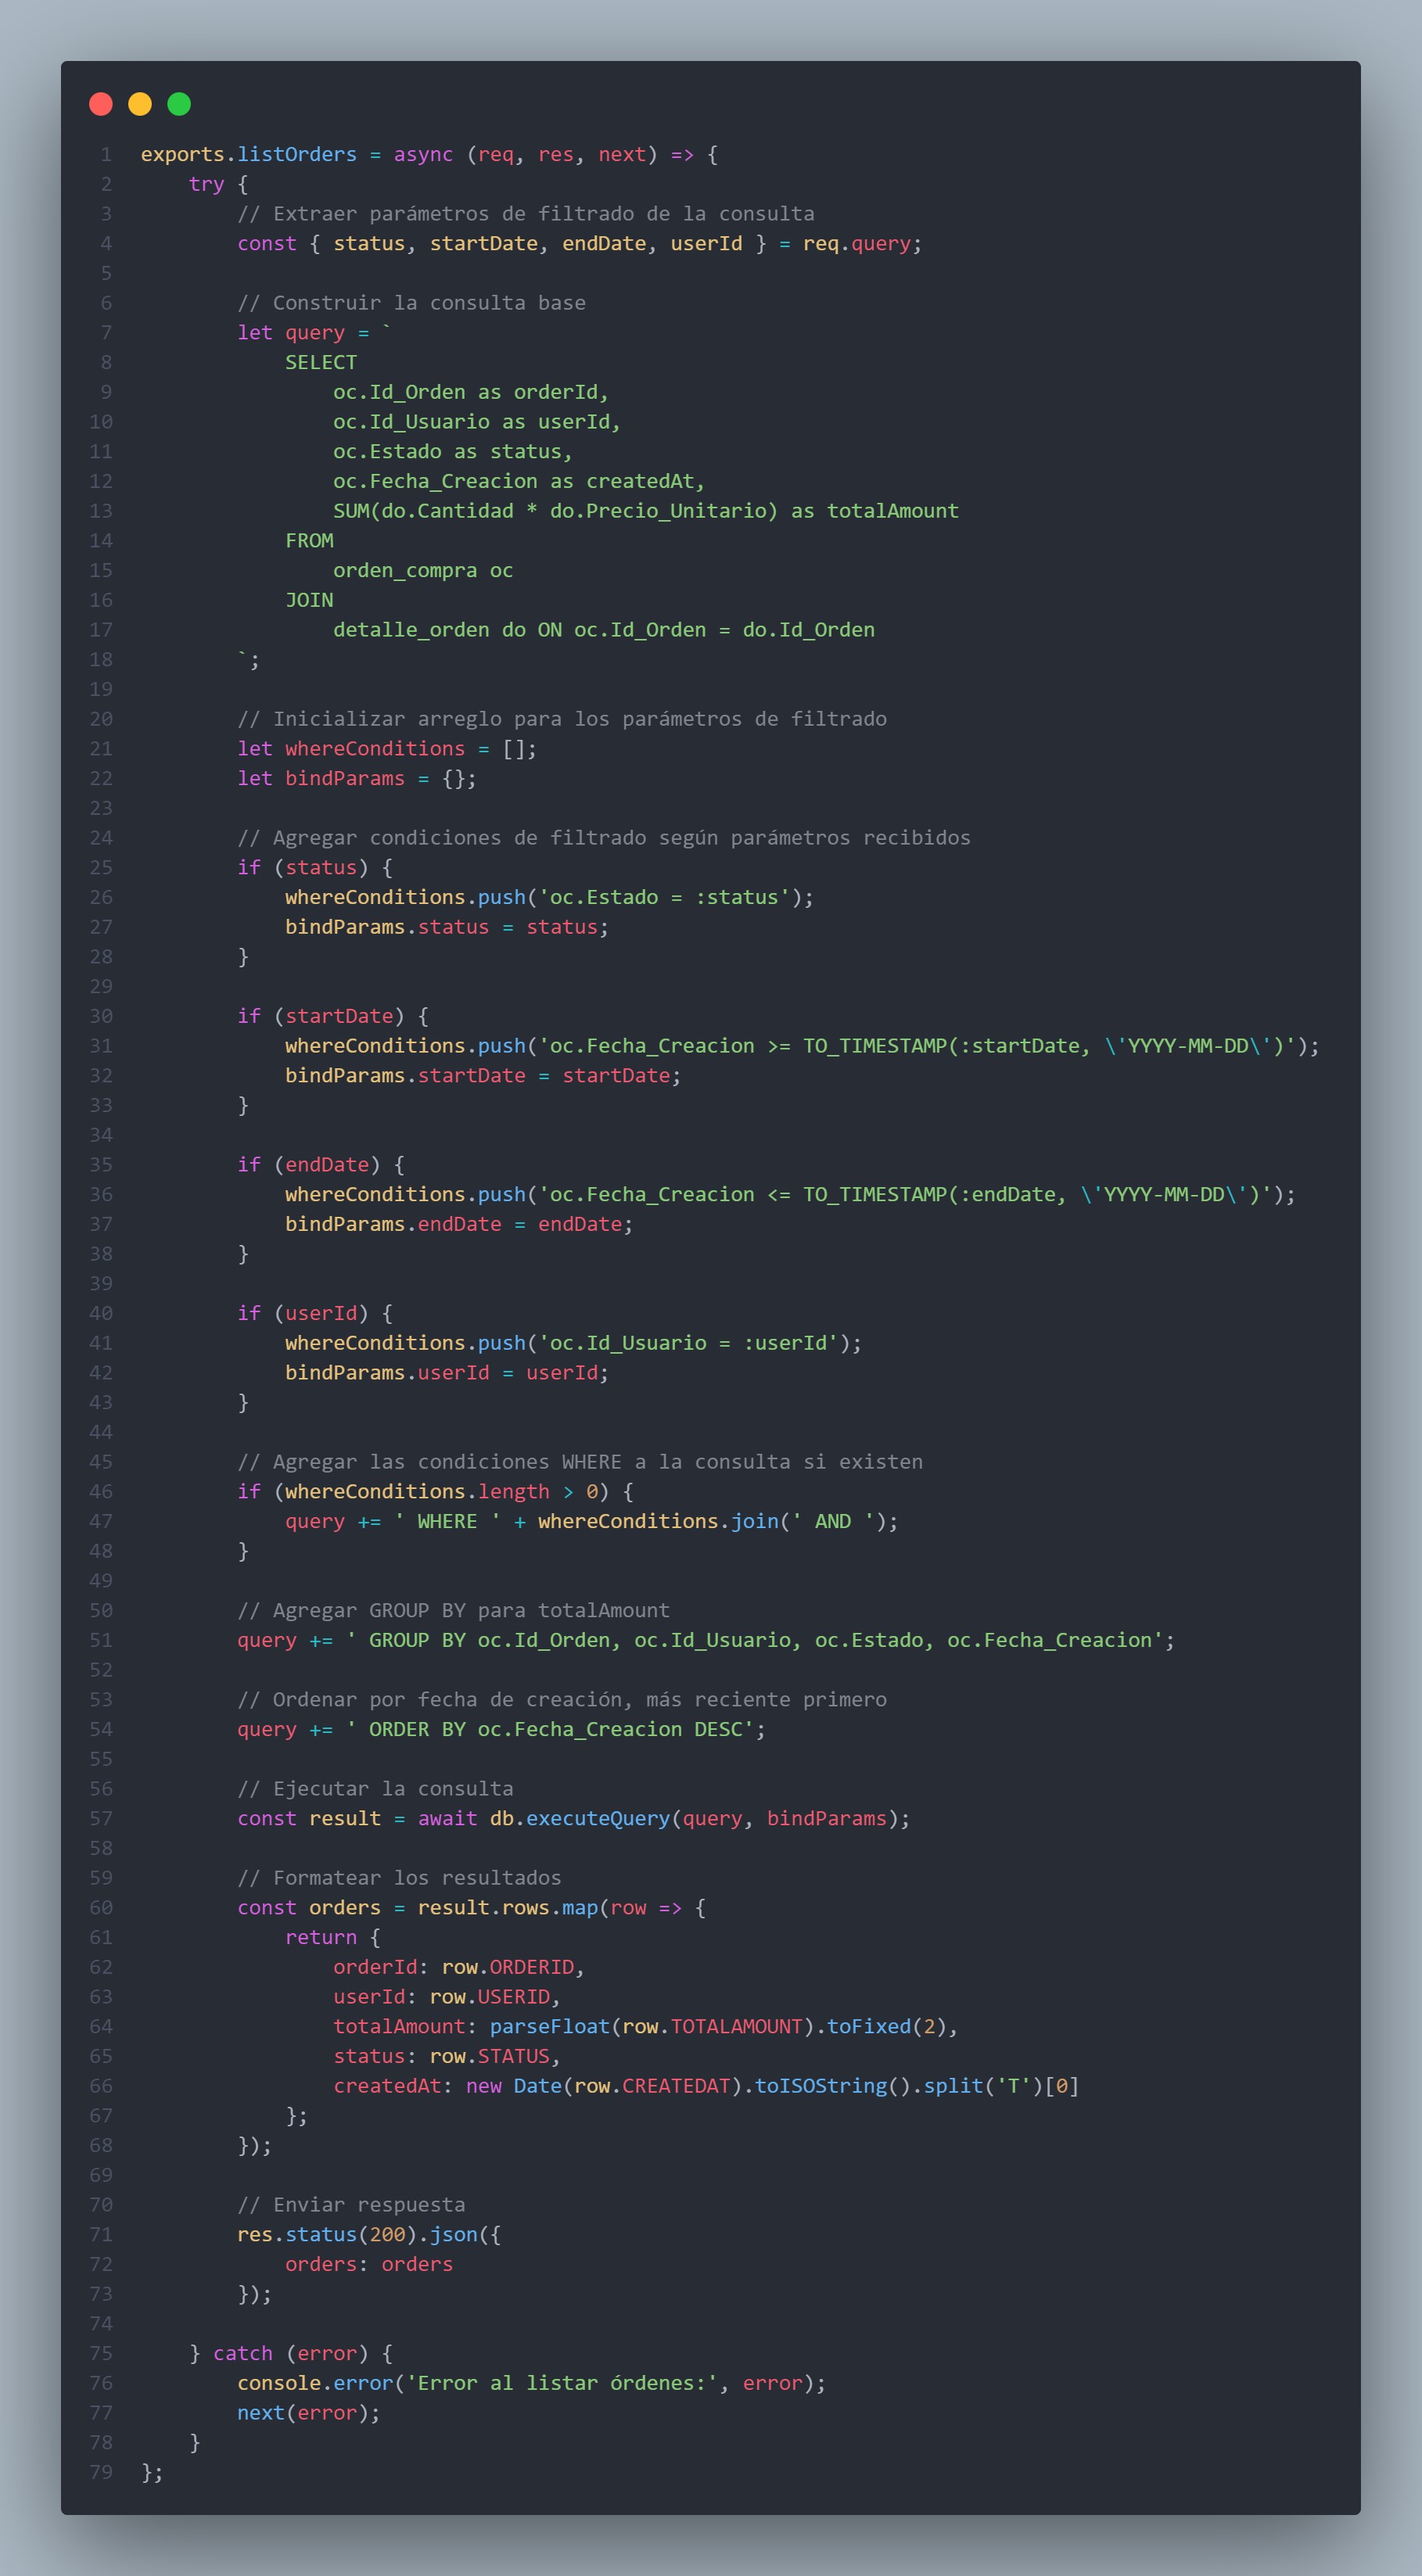 1 exports.listOrders = async (req, res, next) => {
2     try {
3         // Extraer parámetros de filtrado de la consulta
4         const { status, startDate, endDate, userId } = req.query;
5
6         // Construir la consulta base
7         let query = `
8             SELECT
9                 oc.Id_Orden as orderId,
10                 oc.Id_Usuario as userId,
11                 oc.Estado as status,
12                 oc.Fecha_Creacion as createdAt,
13                 SUM(do.Cantidad * do.Precio_Unitario) as totalAmount
14             FROM
15                 orden_compra oc
16             JOIN
17                 detalle_orden do ON oc.Id_Orden = do.Id_Orden
18         `;
19
20         // Inicializar arreglo para los parámetros de filtrado
21         let whereConditions = [];
22         let bindParams = {};
23
24         // Agregar condiciones de filtrado según parámetros recibidos
25         if (status) {
26             whereConditions.push('oc.Estado = :status');
27             bindParams.status = status;
28         }
29
30         if (startDate) {
31             whereConditions.push('oc.Fecha_Creacion >= TO_TIMESTAMP(:startDate, \'YYYY-MM-DD\')');
32             bindParams.startDate = startDate;
33         }
34
35         if (endDate) {
36             whereConditions.push('oc.Fecha_Creacion <= TO_TIMESTAMP(:endDate, \'YYYY-MM-DD\')');
37             bindParams.endDate = endDate;
38         }
39
40         if (userId) {
41             whereConditions.push('oc.Id_Usuario = :userId');
42             bindParams.userId = userId;
43         }
44
45         // Agregar las condiciones WHERE a la consulta si existen
46         if (whereConditions.length > 0) {
47             query += ' WHERE ' + whereConditions.join(' AND ');
48         }
49
50         // Agregar GROUP BY para totalAmount
51         query += ' GROUP BY oc.Id_Orden, oc.Id_Usuario, oc.Estado, oc.Fecha_Creacion';
52
53         // Ordenar por fecha de creación, más reciente primero
54         query += ' ORDER BY oc.Fecha_Creacion DESC';
55
56         // Ejecutar la consulta
57         const result = await db.executeQuery(query, bindParams);
58
59         // Formatear los resultados
60         const orders = result.rows.map(row => {
61             return {
62                 orderId: row.ORDERID,
63                 userId: row.USERID,
64                 totalAmount: parseFloat(row.TOTALAMOUNT).toFixed(2),
65                 status: row.STATUS,
66                 createdAt: new Date(row.CREATEDAT).toISOString().split('T')[0]
67             };
68         });
69
70         // Enviar respuesta
71         res.status(200).json({
72             orders: orders
73         });
74
75     } catch (error) {
76         console.error('Error al listar órdenes:', error);
77         next(error);
78     }
79 };